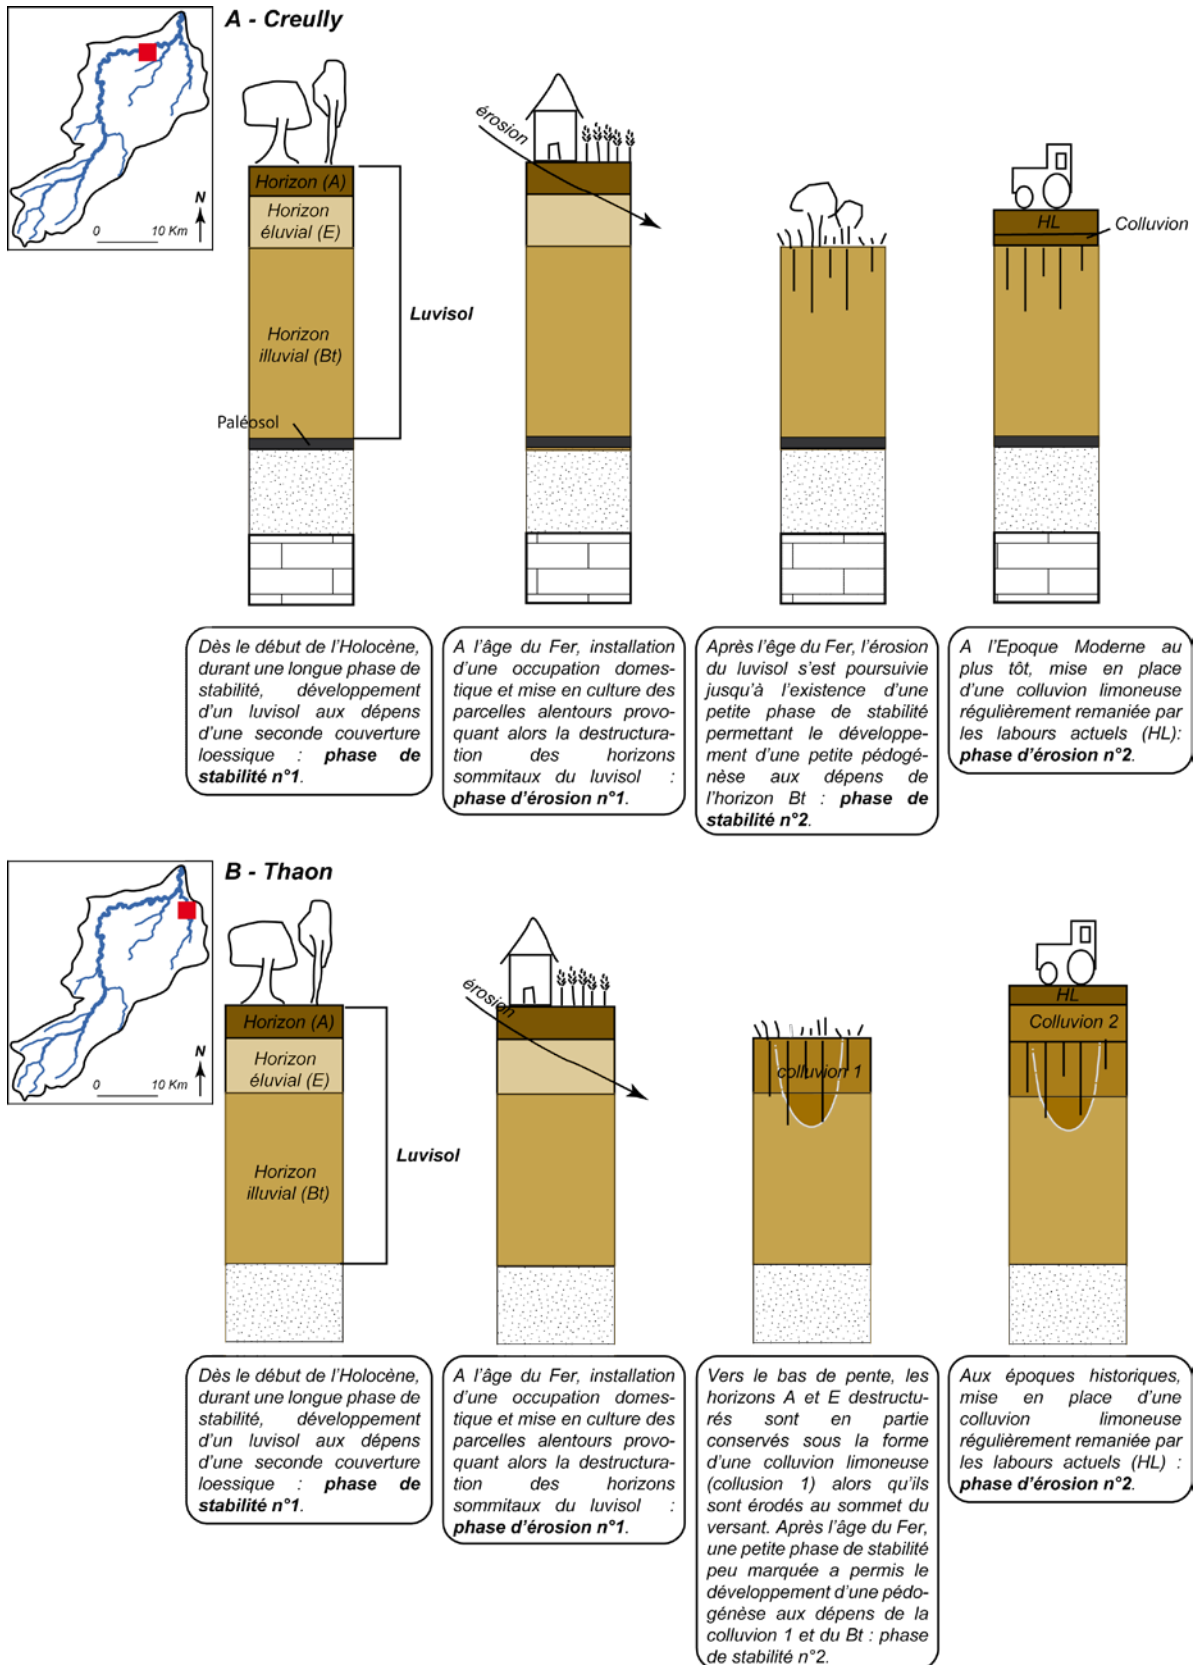 A - Creully
N
0 10 Km
érosion
Horizon (A)
Horizon
éluvial (E)
Horizon
illuvial (Bt)
Luvisol
Paléosol
HL
Colluvion
Dès le début de l'Holocène,
durant une longue phase de
stabilité, développement
d'un luvisol aux dépens
d'une seconde couverture
loessique : phase de
stabilité n°1.
A l'âge du Fer, installation
d'une occupation domes-
tique et mise en culture des
parcelles alentours provo-
quant alors la destructura-
tion des horizons
sommitaux du luvisol :
phase d'érosion n°1.
Après l'êge du Fer, l'érosion
du luvisol s'est poursuivie
jusqu'à l'existence d'une
petite phase de stabilité
permettant le développe-
ment d'une petite pédogé-
nèse aux dépens de
l'horizon Bt : phase de
stabilité n°2.
A l'Epoque Moderne au
plus tôt, mise en place
d'une colluvion limoneuse
régulièrement remaniée par
les labours actuels (HL):
phase d'érosion n°2.
B - Thaon
N
0 10 Km
érosion
Horizon (A)
Horizon
éluvial (E)
Horizon
illuvial (Bt)
Luvisol
colluvion 1
HL
Colluvion 2
Dès le début de l'Holocène,
durant une longue phase de
stabilité, développement
d'un luvisol aux dépens
d'une seconde couverture
loessique : phase de
stabilité n°1.
A l'âge du Fer, installation
d'une occupation domes-
tique et mise en culture des
parcelles alentours provo-
quant alors la destructura-
tion des horizons
sommitaux du luvisol :
phase d'érosion n°1.
Vers le bas de pente, les
horizons A et E destructu-
rés sont en partie
conservés sous la forme
d'une colluvion limoneuse
(collusion 1) alors qu'ils
sont érodés au sommet du
versant. Après l'âge du Fer,
une petite phase de stabilité
peu marquée a permis le
développement d'une pédo-
génèse aux dépens de la
colluvion 1 et du Bt : phase
de stabilité n°2.
Aux époques historiques,
mise en place d'une
colluvion limoneuse
régulièrement remaniée par
les labours actuels (HL) :
phase d'érosion n°2.